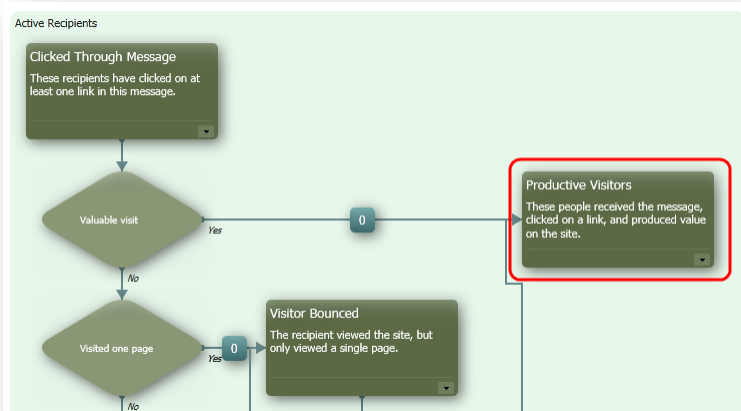 Active Recipients
Clicked Through Message
These recipients have clicked on at
least one link in this message.
Valuable visit
Yes
0
Productive Visitors
These people received the message,
clicked on a link, and produced value
on the site.
No
Visited one page
Yes
0
Visitor Bounced
The recipient viewed the site, but
only viewed a single page.
No